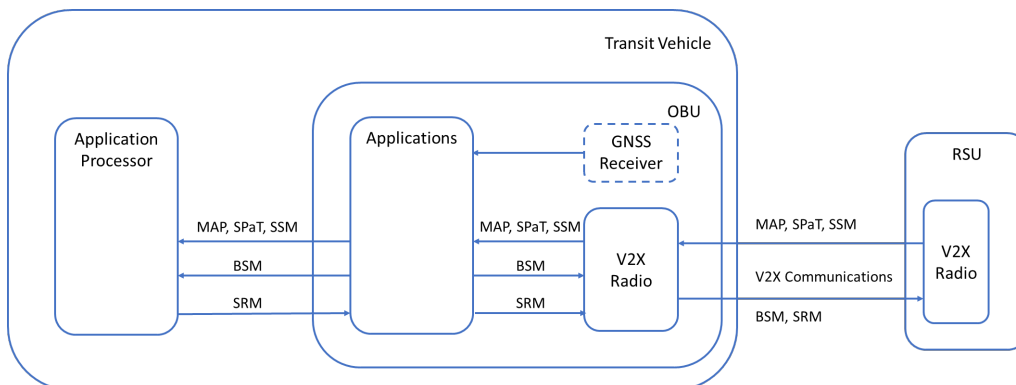 Transit Vehicle
OBU
Application
Processor
Applications
GNSS
Receiver
RSU
MAP, SPaT, SSM
MAP, SPaT, SSM
MAP, SPaT, SSM
BSM
BSM
V2X
Radio
V2X
Radio
V2X Communications
SRM
SRM
BSM, SRM